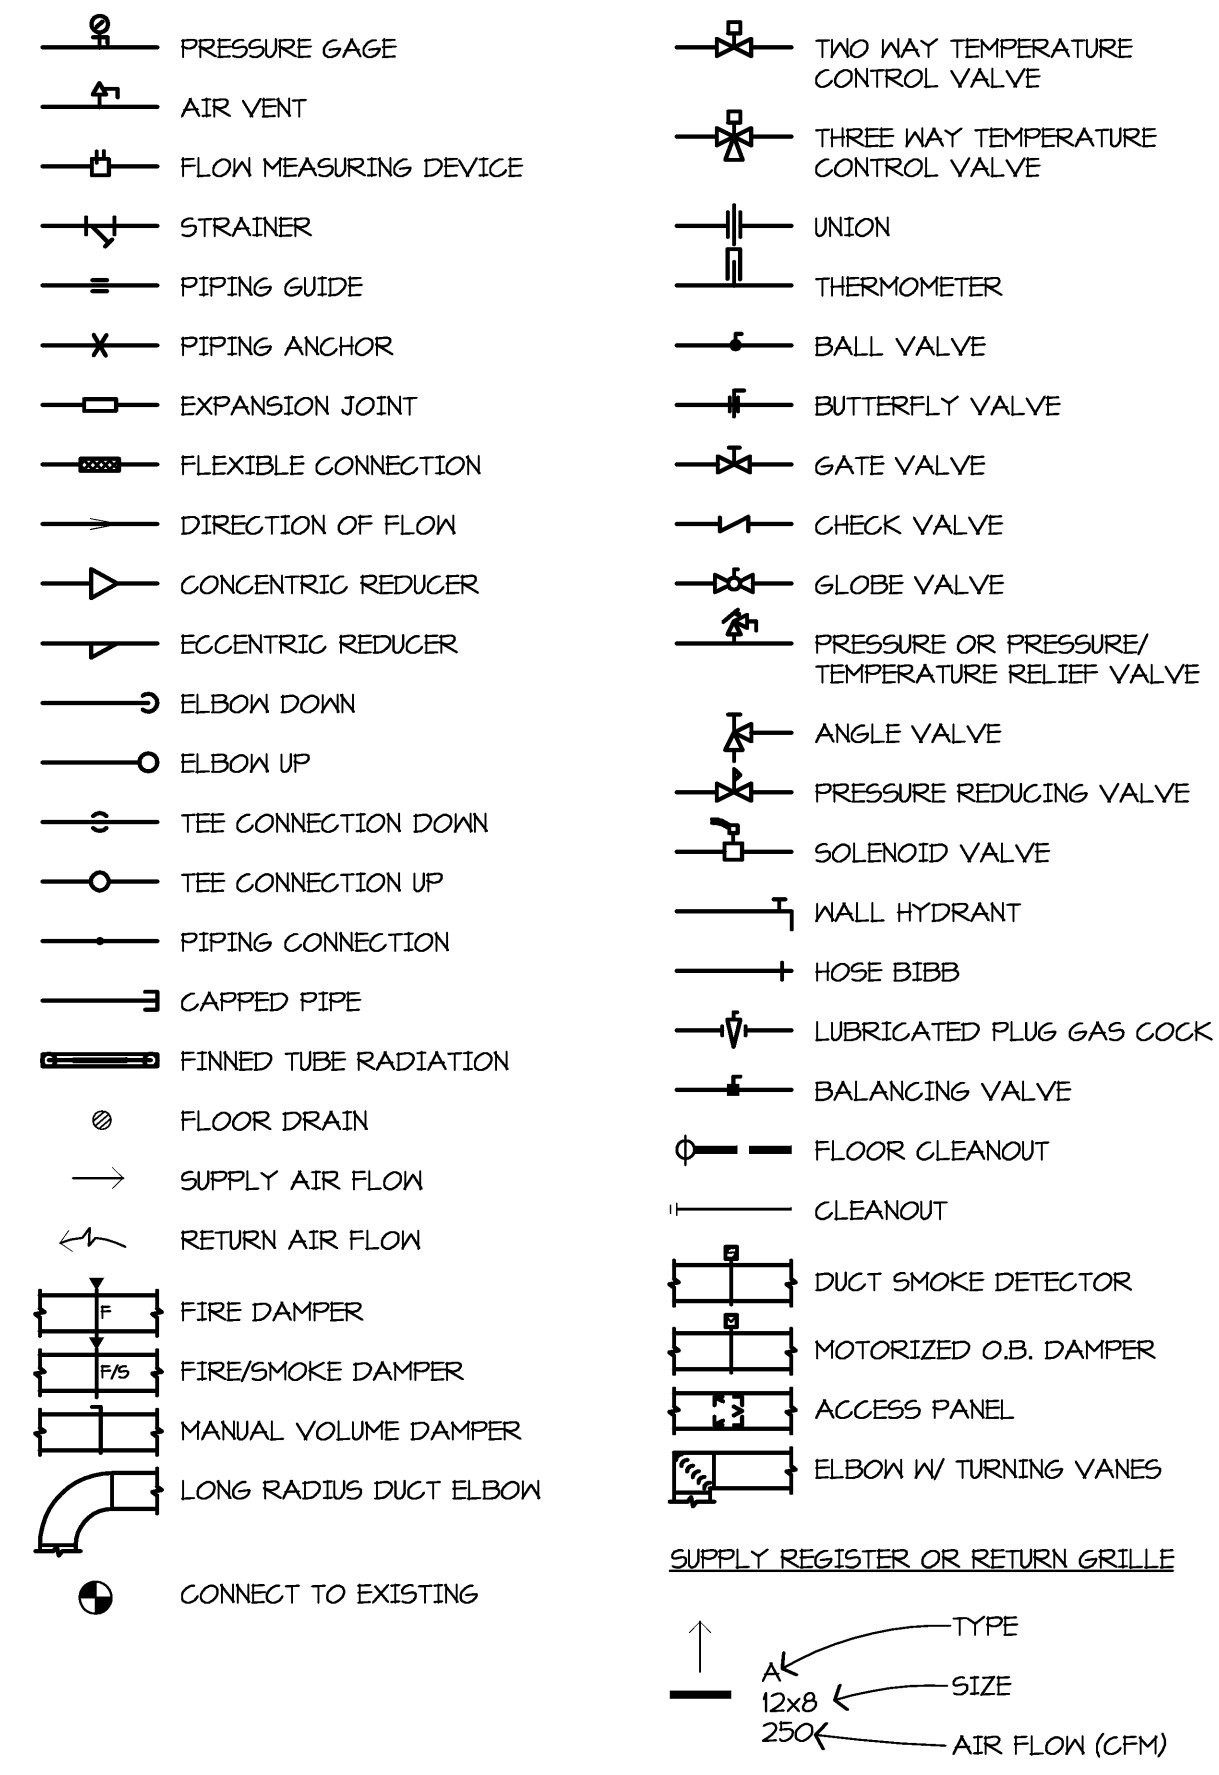 PRESSURE GAGE
AIR VENT
FLOW MEASURING DEVICE
STRAINER
PIPING GUIDE
PIPING ANCHOR
EXPANSION JOINT
FLEXIBLE CONNECTION
DIRECTION OF FLOW
CONCENTRIC REDUCER
ECCENTRIC REDUCER
ELBOW DOWN
ELBOW UP
TEE CONNECTION DOWN
TEE CONNECTION UP
PIPING CONNECTION
CAPPED PIPE
FINNED TUBE RADIATION
FLOOR DRAIN
SUPPLY AIR FLOW
RETURN AIR FLOW
F FIRE DAMPER
F/S FIRE/SMOKE DAMPER
MANUAL VOLUME DAMPER
LONG RADIUS DUCT ELBOW
CONNECT TO EXISTING
TWO WAY TEMPERATURE
CONTROL VALVE
THREE WAY TEMPERATURE
CONTROL VALVE
UNION
THERMOMETER
BALL VALVE
BUTTERFLY VALVE
GATE VALVE
CHECK VALVE
GLOBE VALVE
PRESSURE OR PRESSURE/
TEMPERATURE RELIEF VALVE
ANGLE VALVE
PRESSURE REDUCING VALVE
SOLENOID VALVE
WALL HYDRANT
HOSE BIBB
LUBRICATED PLUG GAS COCK
BALANCING VALVE
FLOOR CLEANOUT
CLEANOUT
S DUCT SMOKE DETECTOR
M MOTORIZED O.B. DAMPER
ACCESS PANEL
ELBOW W/ TURNING VANES
SUPPLY REGISTER OR RETURN GRILLE
TYPE
A
SIZE
12x8
250
AIR FLOW (CFM)